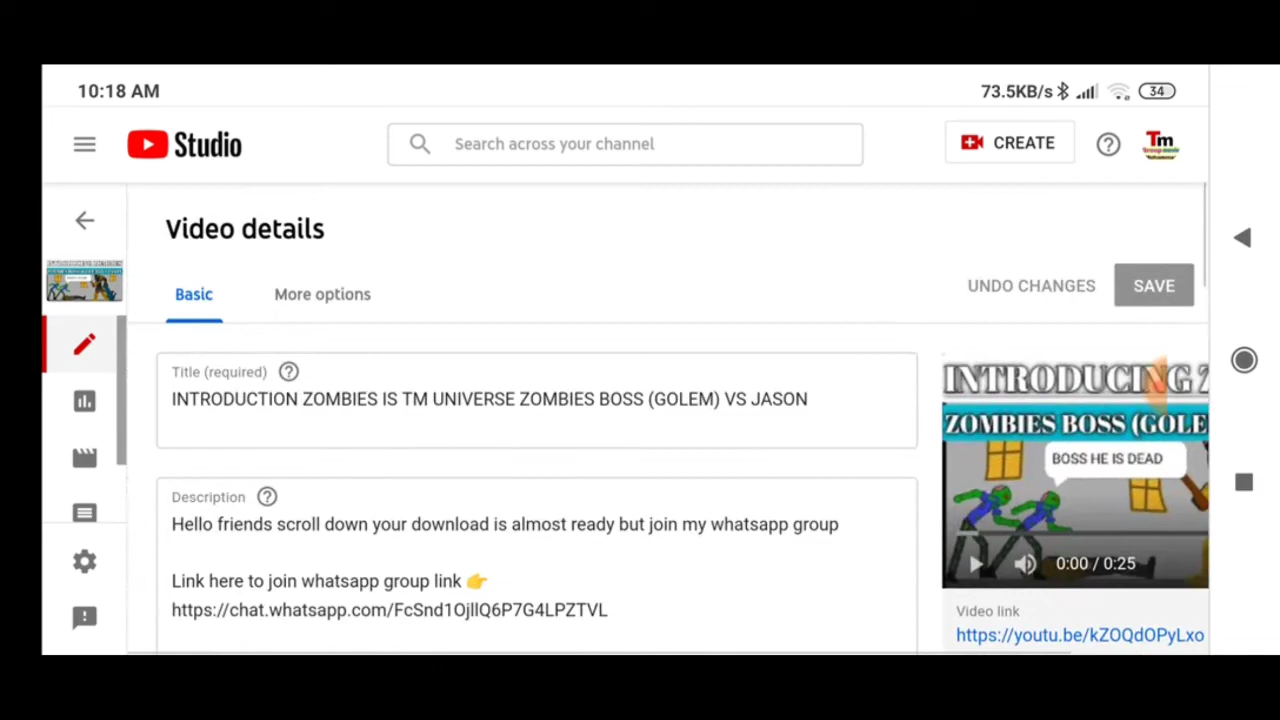 10:18 AM
73.5KB/s 34
Studio
Search across your channel
CREATE
Tm
Video details
Basic
More options
UNDO CHANGES
SAVE
Title (required)
INTRODUCTION ZOMBIES IS TM UNIVERSE ZOMBIES BOSS (GOLEM) VS JASON
INTRODUCING Z
ZOMBIES BOSS (GOLE
BOSS HE IS DEAD
Description
Hello friends scroll down your download is almost ready but join my whatsapp group
Link here to join whatsapp group link 👉
https://chat.whatsapp.com/FcSnd1OjllQ6P7G4LPZTVL
0:00 / 0:25
Video link
https://youtu.be/kZOQdOPyLxo